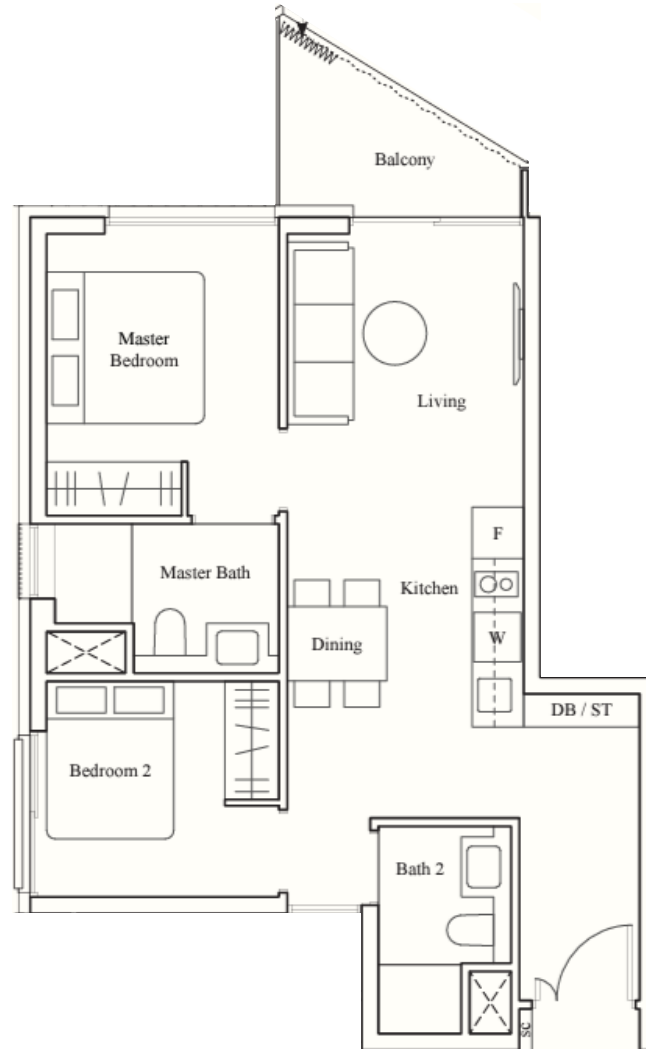 Balcony
Master
Bedroom
Living
F
Master Bath
Kitchen
W
Dining
DB / ST
Bedroom 2
Bath 2
SC